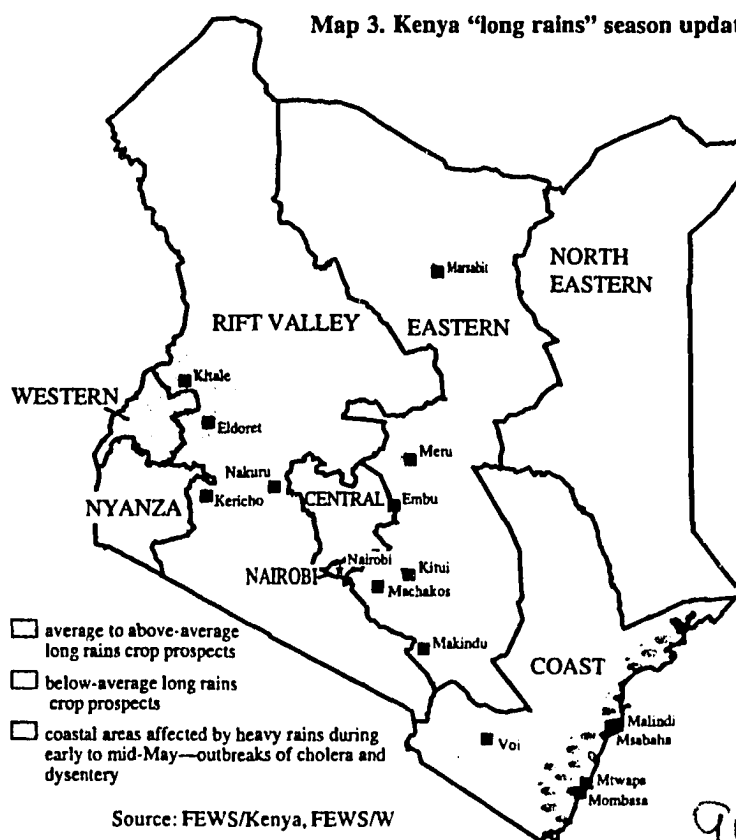 Map 3. Kenya "long rains" season updat
Marsabit
NORTH
EASTERN
RIFT VALLEY
EASTERN
Kitale
WESTERN
Eldoret
Meru
Nakuru
Kericho
CENTRAL
Embu
NYANZA
Nairobi
NAIROBI
Kitui
Machakos
average to above-average
long rains crop prospects
Makindu
COAST
below-average long rains
crop prospects
Malindi
Msabaha
coastal areas affected by heavy rains during
early to mid-May—outbreaks of cholera and
dysentery
Voi
Mtwapa
Mombasa
Source: FEWS/Kenya, FEWS/W